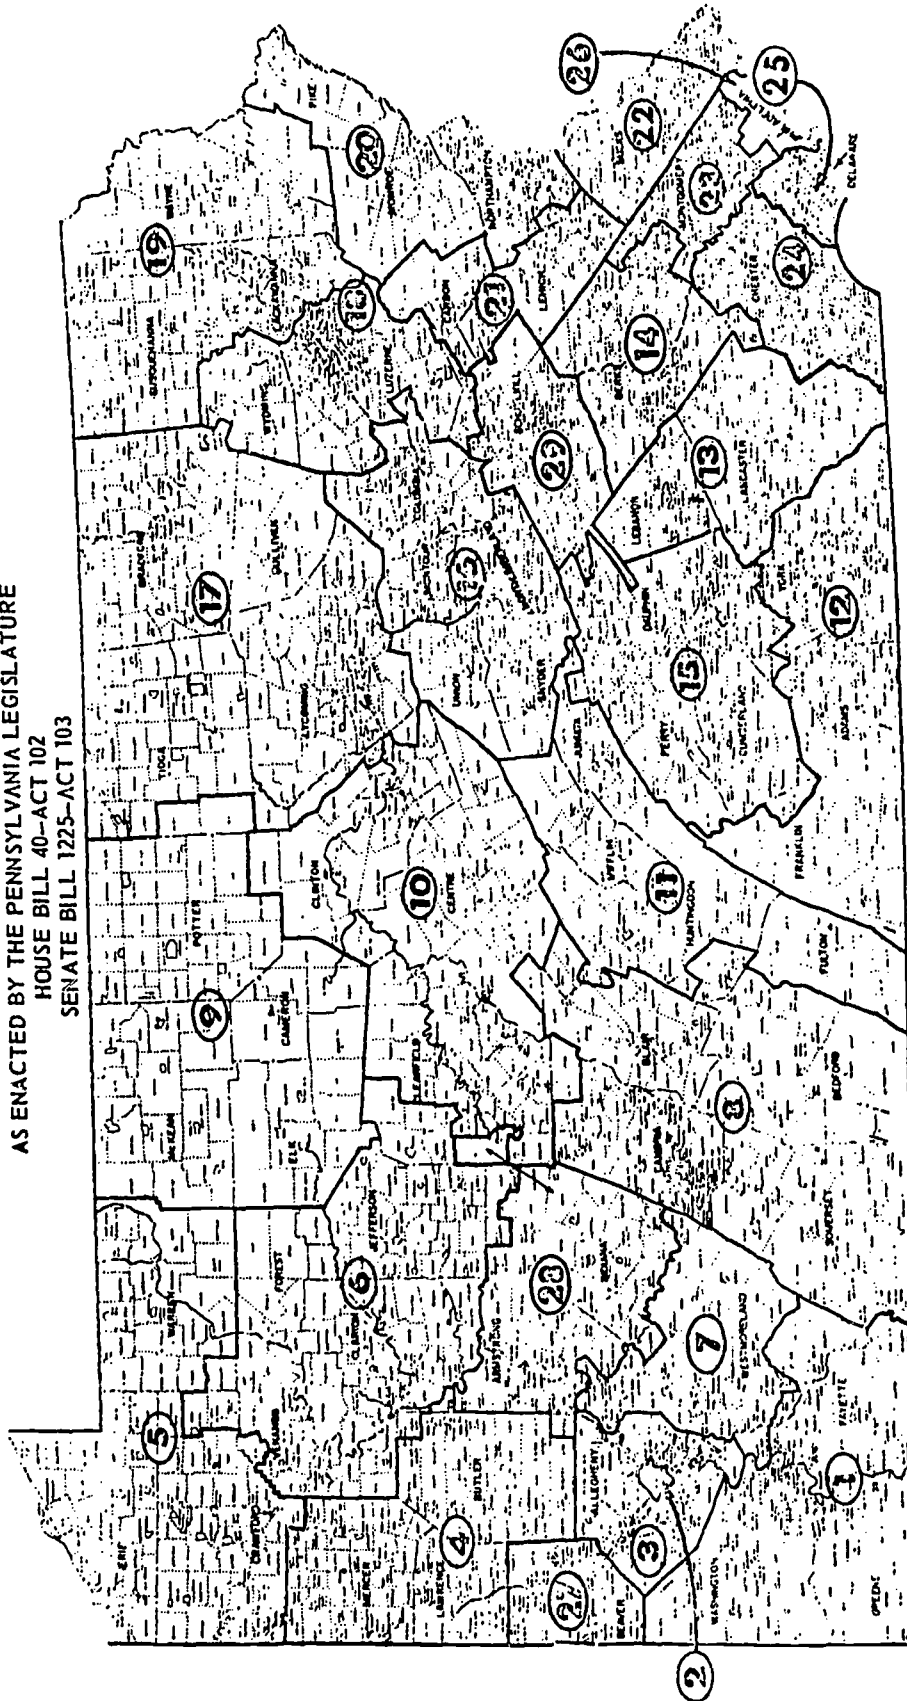 AS ENACTED BY THE PENNSYLVANIA LEGISLATURE
HOUSE BILL 40-ACT 102
SENATE BILL 1225-ACT 103
ERIE
5
WARREN
MC KEAN
9
POTTER
TIOGA
BRADFORD
17
SUSQUEHANNA
19
WAYNE
CRAWFORD
VENANGO
FOREST
ELK
CAMERON
CLINTON
LYCOMING
SULLIVAN
WYOMING
LACKAWANNA
PIKE
MERCER
CLARION
6
JEFFERSON
CLEARFIELD
10
CENTRE
UNION
MONTOUR
COLUMBIA
LUZERNE
18
CARBON
MONROE
20
LAWRENCE
4
BUTLER
ARMSTRONG
28
INDIANA
SNYDER
SCHUYLKILL
29
21
LEHIGH
NORTHAMPTON
BEAVER
ALLEGHENY
3
2
WESTMORELAND
7
CAMBRIA
BLAIR
8
HUNTINGDON
11
MIFFLIN
JUNIATA
PERRY
15
CUMBERLAND
DAUPHIN
LEBANON
BERKS
14
13
LANCASTER
BUCKS
22
26
MONTGOMERY
23
PHILADELPHIA
25
WASHINGTON
GREENE
1
FAYETTE
SOMERSET
BEDFORD
FULTON
FRANKLIN
ADAMS
12
YORK
CHESTER
24
DELAWARE